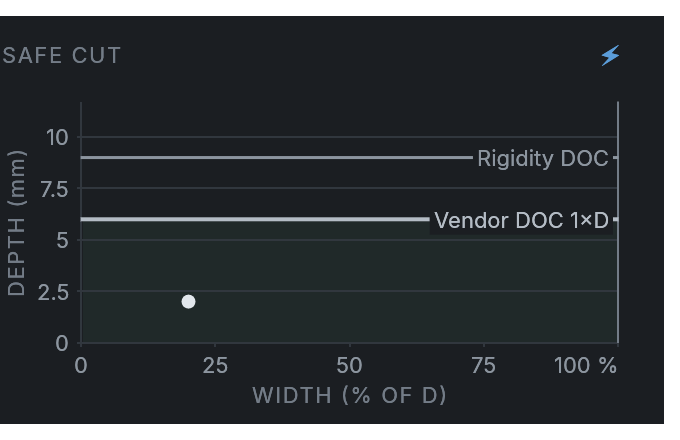 SAFE CUT
10
Rigidity DOC
7.5
Vendor DOC 1×D
5
2.5
0
DEPTH (mm)
0 25 50 75 100 %
WIDTH (% OF D)